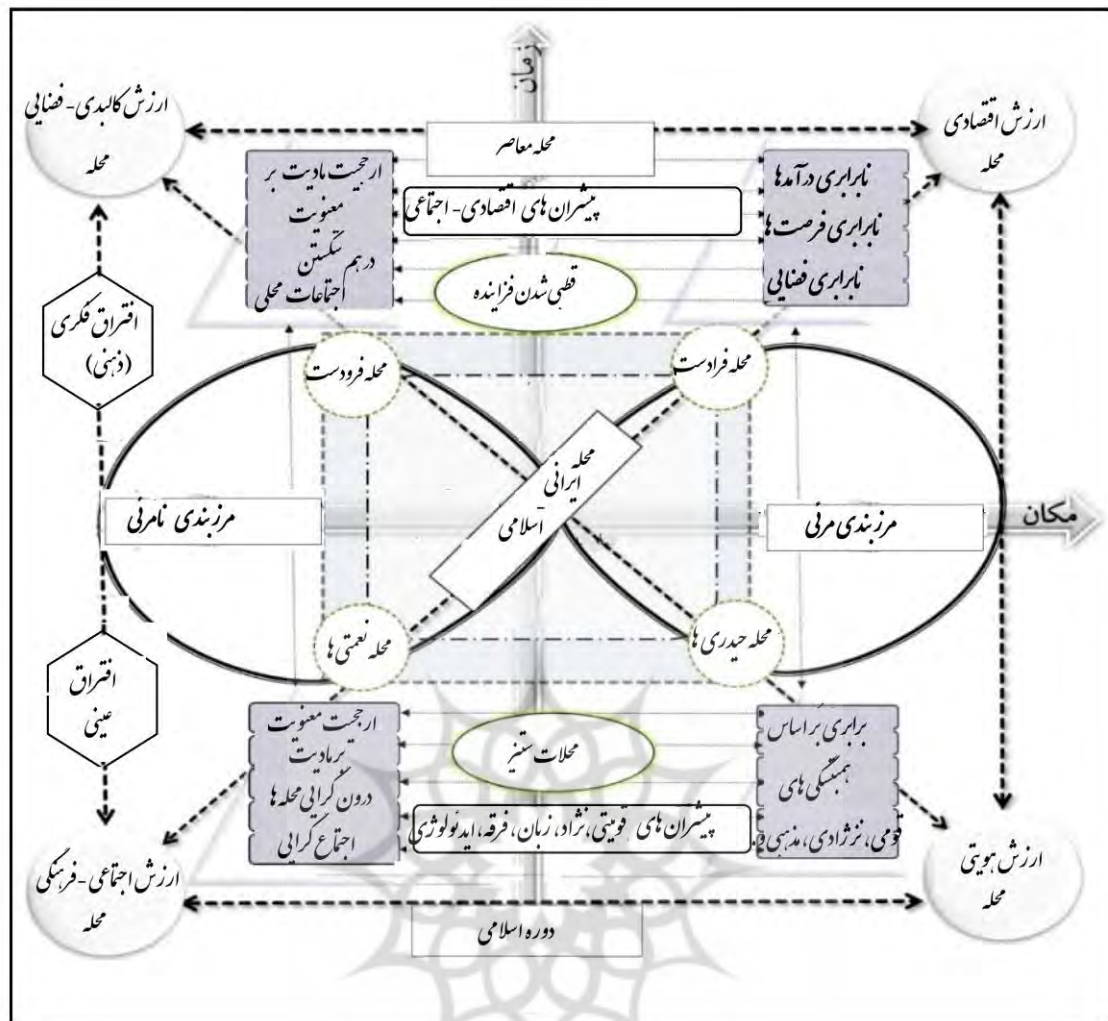 زمان
ارزش کالبدی- فضایی
محله
ارزش اقتصادی
محله
محله معاصر
ارجحیت مادیت بر
معنویت
درهم شکستن
اجتماعات محلی
پیشران های اقتصادی- اجتماعی
نابرابری درآمدها
نابرابری فرصت ها
نابرابری فضایی
قطبی شدن فزاینده
افتراق فکری
(ذهنی)
محله فرودست
محله فرادست
محله
ایرانی
اسلامی
مرزبندی نامرئی
مرزبندی مرئی
مکان
محله نعمتی ها
محله حیدری ها
افتراق
عینی
ارجحیت معنویت
بر مادیت
درون گرایی محله ها
اجتماع گرایی
محلات ستیز
پیشران های قومیتی، نژاد، زبان، فرقه، ایدئولوژی
برابری بر اساس
همبستگی های
قومی، نژادی، مذهبی و
ارزش اجتماعی- فرهنگی
محله
ارزش هویتی
محله
دوره اسلامی